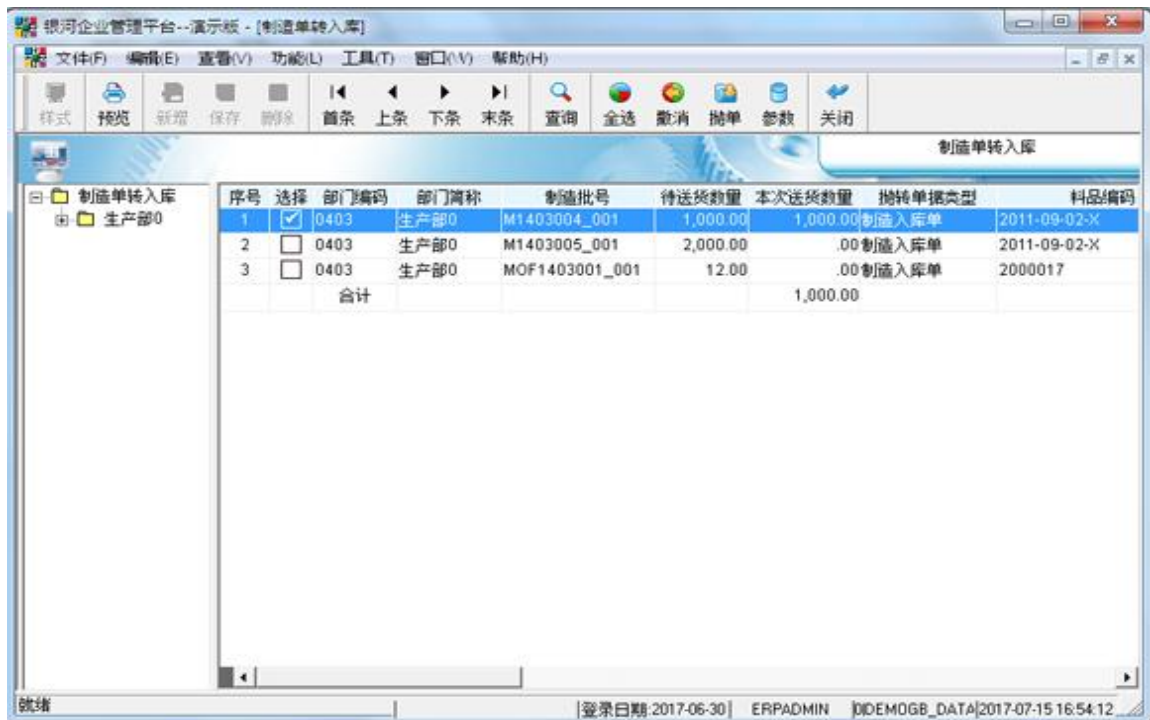 银河企业管理平台--演示版 - [制造单转入库]
文件(F) 编辑(E) 查看(V) 功能(L) 工具(T) 窗口(W) 帮助(H)
样式 预览 新增 保存 删除 首条 上条 下条 末条 查询 全选 撤消 抛单 参数 关闭
制造单转入库
制造单转入库
生产部0
序号 选择 部门编码 部门简称 制造批号 待送货数量 本次送货数量 抛转单据类型 料品编码
1 0403 生产部0 M1403004_001 1,000.00 1,000.00 制造入库单 2011-09-02-X
2 0403 生产部0 M1403005_001 2,000.00 .00 制造入库单 2011-09-02-X
3 0403 生产部0 MOF1403001_001 12.00 .00 制造入库单 2000017
合计 1,000.00
就绪 登录日期:2017-06-30 ERPADMIN DEMOGB_DATA 2017-07-15 16:54:12